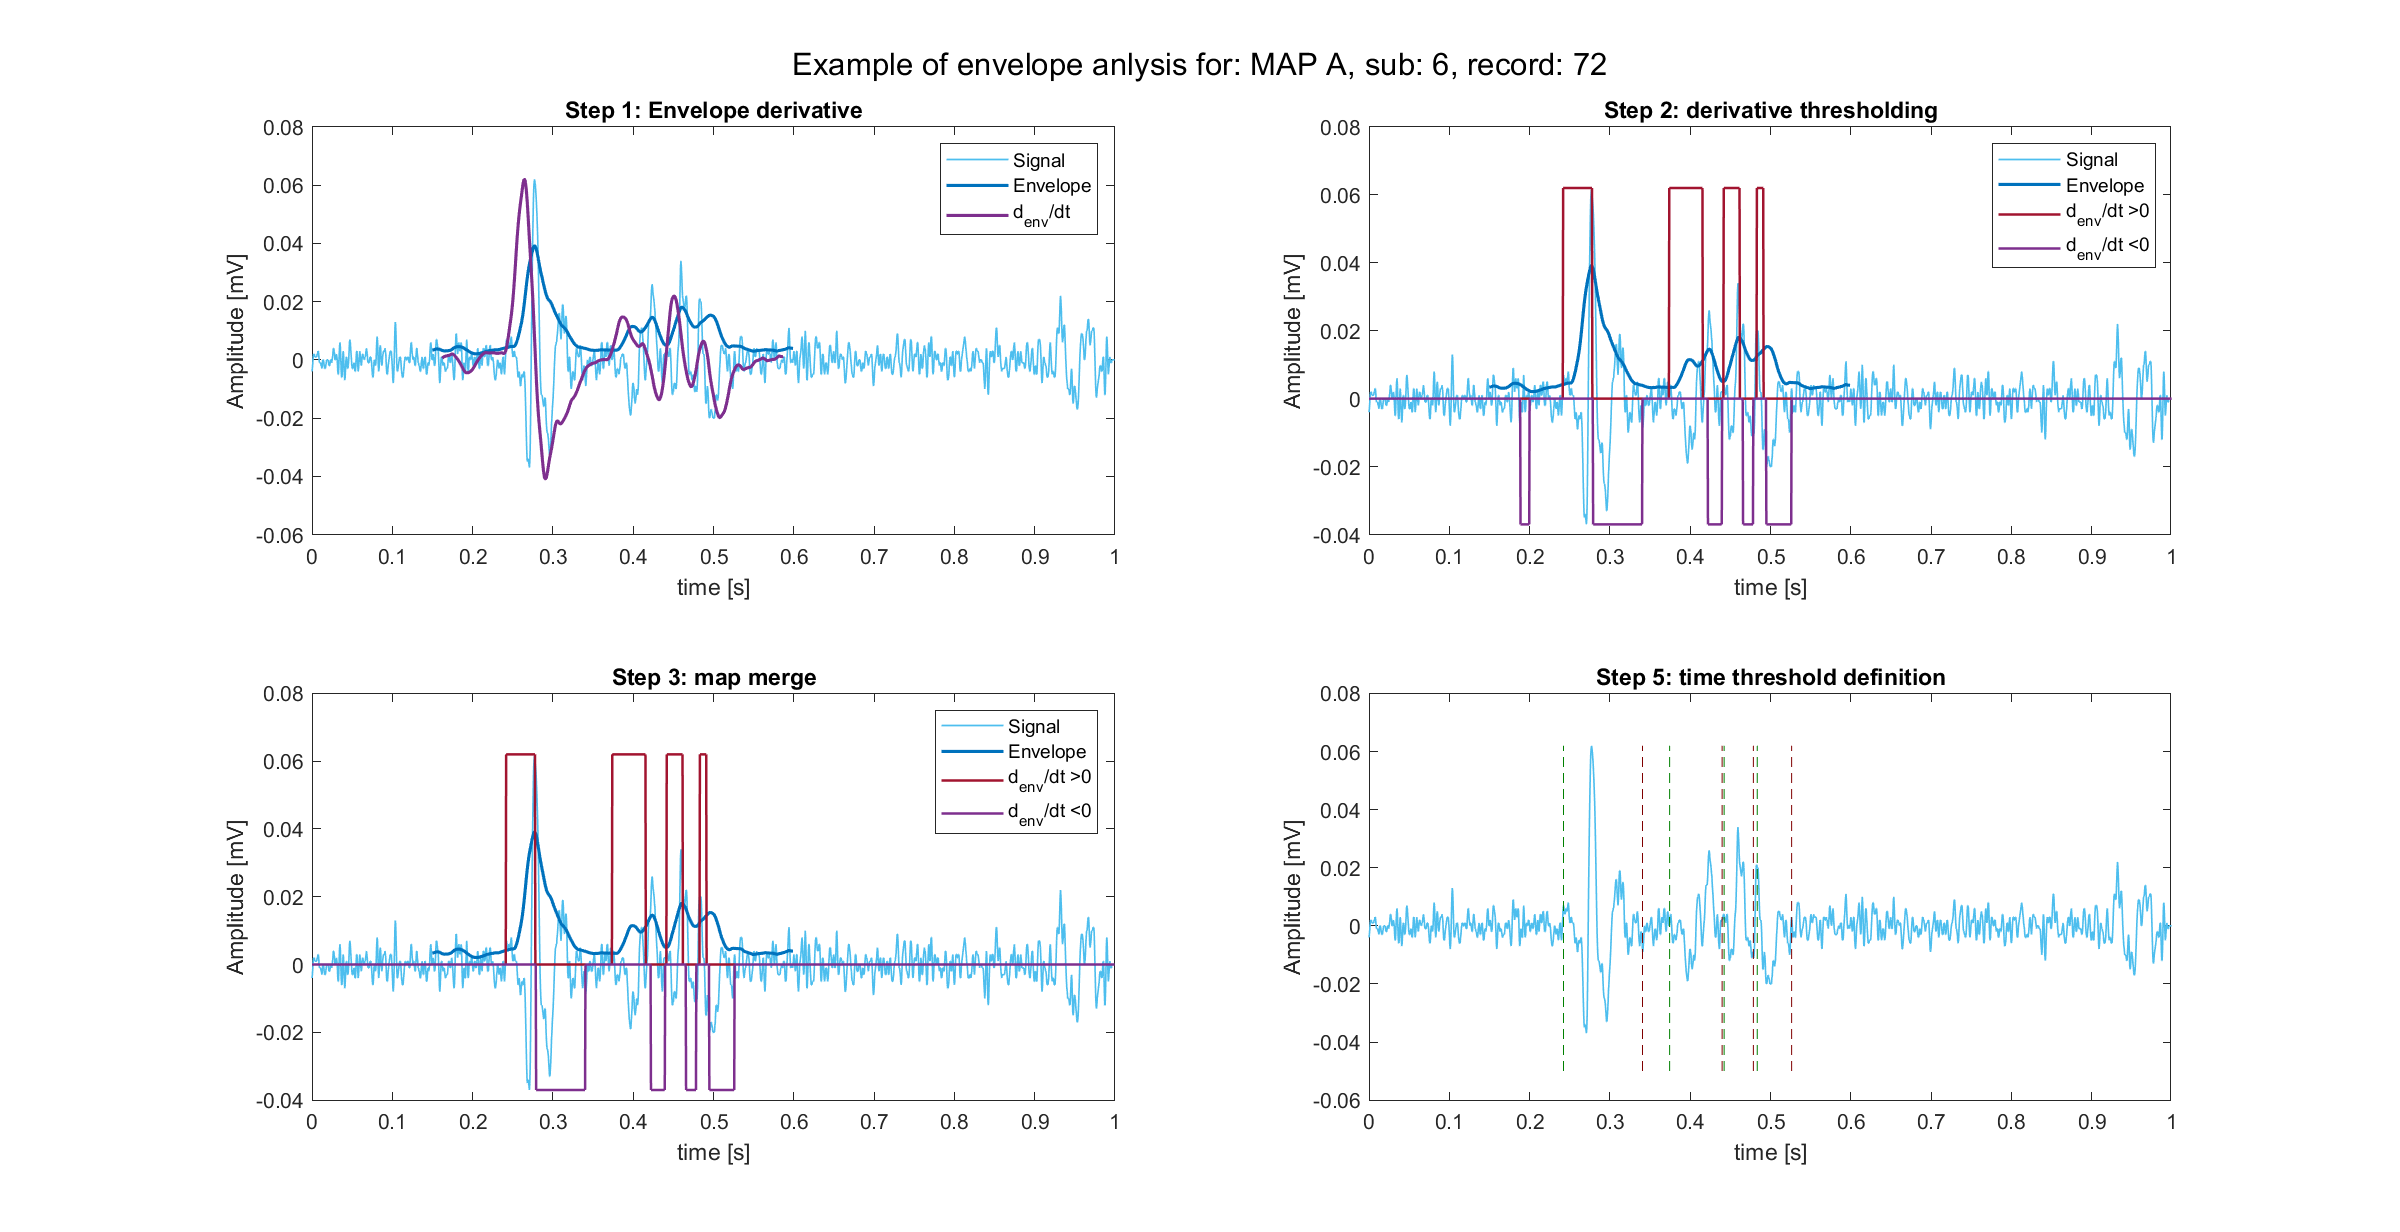 Example of envelope anlysis for: MAP A, sub: 6, record: 72
Step 1: Envelope derivative
0.08
0.06
0.04
0.02
0
-0.02
-0.04
-0.06
Amplitude [mV]
0 0.1 0.2 0.3 0.4 0.5 0.6 0.7 0.8 0.9 1
time [s]
Signal
Envelope
d_env/dt
Step 2: derivative thresholding
0.08
0.06
0.04
0.02
0
-0.02
-0.04
Amplitude [mV]
0 0.1 0.2 0.3 0.4 0.5 0.6 0.7 0.8 0.9 1
time [s]
Signal
Envelope
d_env/dt >0
d_env/dt <0
Step 3: map merge
0.08
0.06
0.04
0.02
0
-0.02
-0.04
Amplitude [mV]
0 0.1 0.2 0.3 0.4 0.5 0.6 0.7 0.8 0.9 1
time [s]
Signal
Envelope
d_env/dt >0
d_env/dt <0
Step 5: time threshold definition
0.08
0.06
0.04
0.02
0
-0.02
-0.04
-0.06
Amplitude [mV]
0 0.1 0.2 0.3 0.4 0.5 0.6 0.7 0.8 0.9 1
time [s]